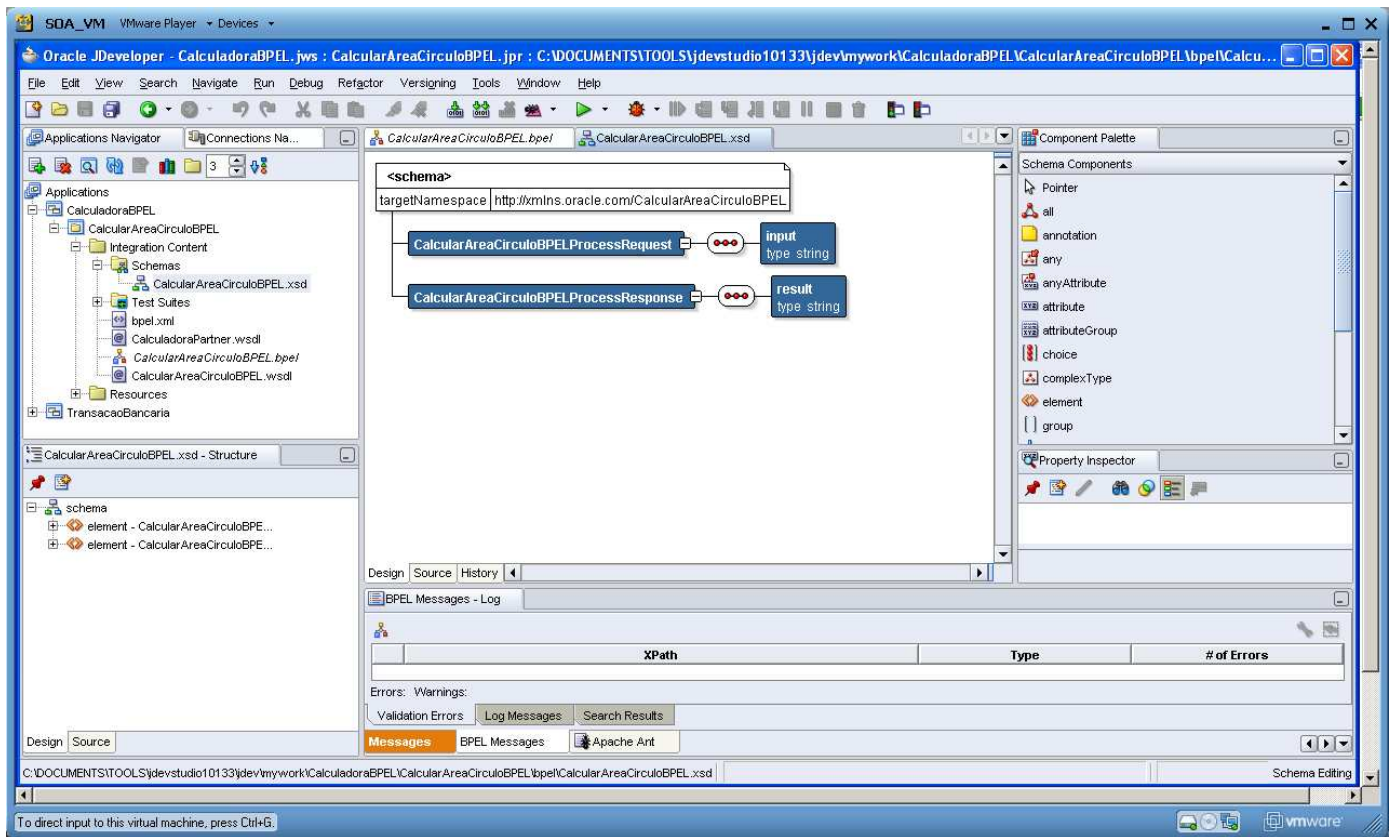 SOA_VM VMware Player Devices
Oracle JDeveloper - CalculadoraBPEL.jws : CalcularAreaCirculoBPEL.jpr : C:\DOCUMENTS\TOOLS\jdevstudio10133\jdev\mywork\CalculadoraBPEL\CalcularAreaCirculoBPEL\bpel\Calcu...
File Edit View Search Navigate Run Debug Refactor Versioning Tools Window Help
Applications Navigator
Connections Na...
3
Applications
CalculadoraBPEL
CalcularAreaCirculoBPEL
Integration Content
Schemas
CalcularAreaCirculoBPEL.xsd
Test Suites
bpel.xml
CalculadoraPartner.wsdl
CalcularAreaCirculoBPEL.bpel
CalcularAreaCirculoBPEL.wsdl
Resources
TransacaoBancaria
CalcularAreaCirculoBPEL.xsd - Structure
schema
element - CalcularAreaCirculoBPE...
element - CalcularAreaCirculoBPE...
Design Source
CalcularAreaCirculoBPEL.bpel
CalcularAreaCirculoBPEL.xsd
<schema>
targetNamespace http://xmlns.oracle.com/CalcularAreaCirculoBPEL
CalcularAreaCirculoBPELProcessRequest
input
type string
CalcularAreaCirculoBPELProcessResponse
result
type string
Design Source History
Component Palette
Schema Components
Pointer
all
annotation
any
anyAttribute
attribute
attributeGroup
choice
complexType
element
group
Property Inspector
BPEL Messages - Log
XPath Type # of Errors
Errors: Warnings:
Validation Errors Log Messages Search Results
Messages BPEL Messages Apache Ant
C:\DOCUMENTS\TOOLS\jdevstudio10133\jdev\mywork\CalculadoraBPEL\CalcularAreaCirculoBPEL\bpel\CalcularAreaCirculoBPEL.xsd
Schema Editing
To direct input to this virtual machine, press Ctrl+G.
vmware